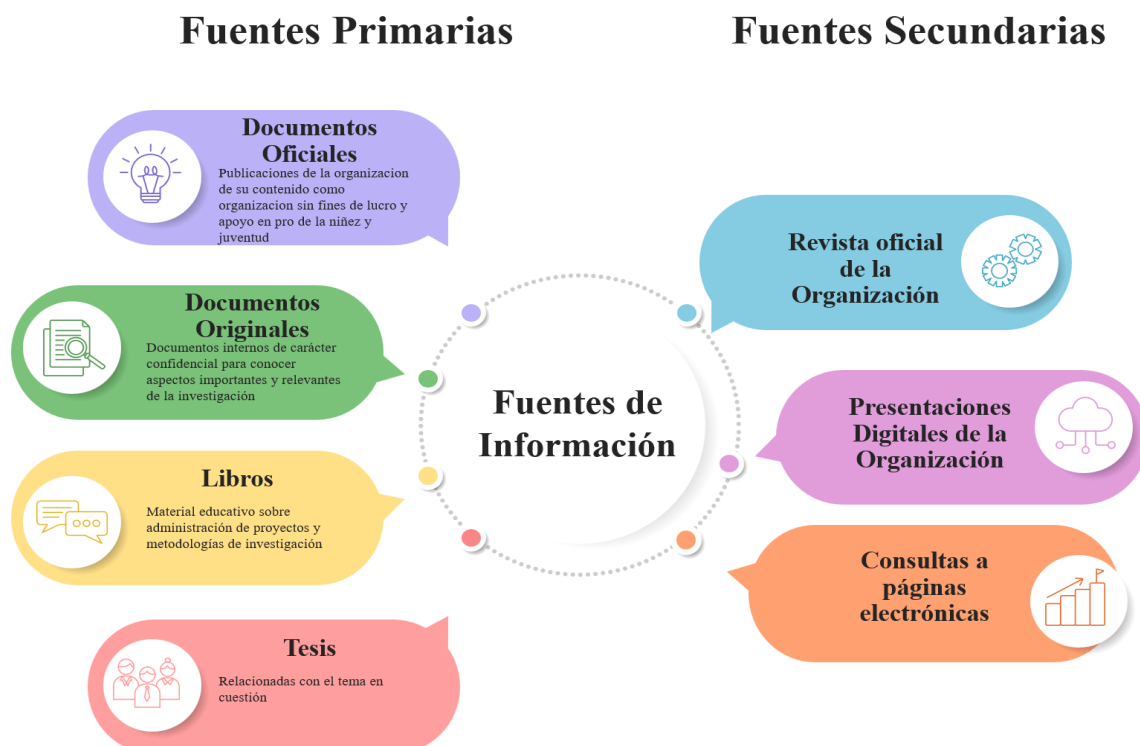 Fuentes Primarias
Fuentes Secundarias
Documentos
Oficiales
Publicaciones de la organizacion
de su contenido como
organizacion sin fines de lucro y
apoyo en pro de la niñez y
juventud
Documentos
Originales
Documentos internos de carácter
confidencial para conocer
aspectos importantes y relevantes
de la investigación
Libros
Material educativo sobre
administración de proyectos y
metodologías de investigación
Tesis
Relacionadas con el tema en
cuestión
Fuentes de
Información
Revista oficial
de la
Organización
Presentaciones
Digitales de la
Organización
Consultas a
páginas
electrónicas